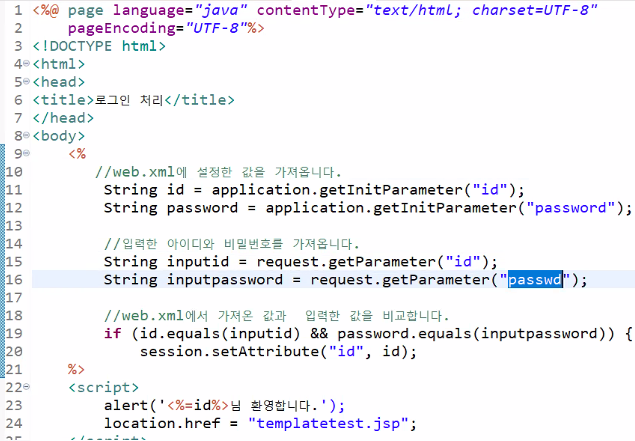 1 <%@ page language="java" contentType="text/html; charset=UTF-8"
2     pageEncoding="UTF-8"%>
3 <!DOCTYPE html>
4 <html>
5 <head>
6 <title>로그인 처리</title>
7 </head>
8 <body>
9     <%
10        //web.xml에 설정한 값을 가져옵니다.
11         String id = application.getInitParameter("id");
12         String password = application.getInitParameter("password");
13
14         //입력한 아이디와 비밀번호를 가져옵니다.
15         String inputid = request.getParameter("id");
16         String inputpassword = request.getParameter("passwd");
17
18         //web.xml에서 가져온 값과  입력한 값을 비교합니다.
19         if (id.equals(inputid) && password.equals(inputpassword)) {
20             session.setAttribute("id", id);
21     %>
22     <script>
23         alert('<%=id%>님 환영합니다.');
24         location.href = "templatetest.jsp";
25     </script>